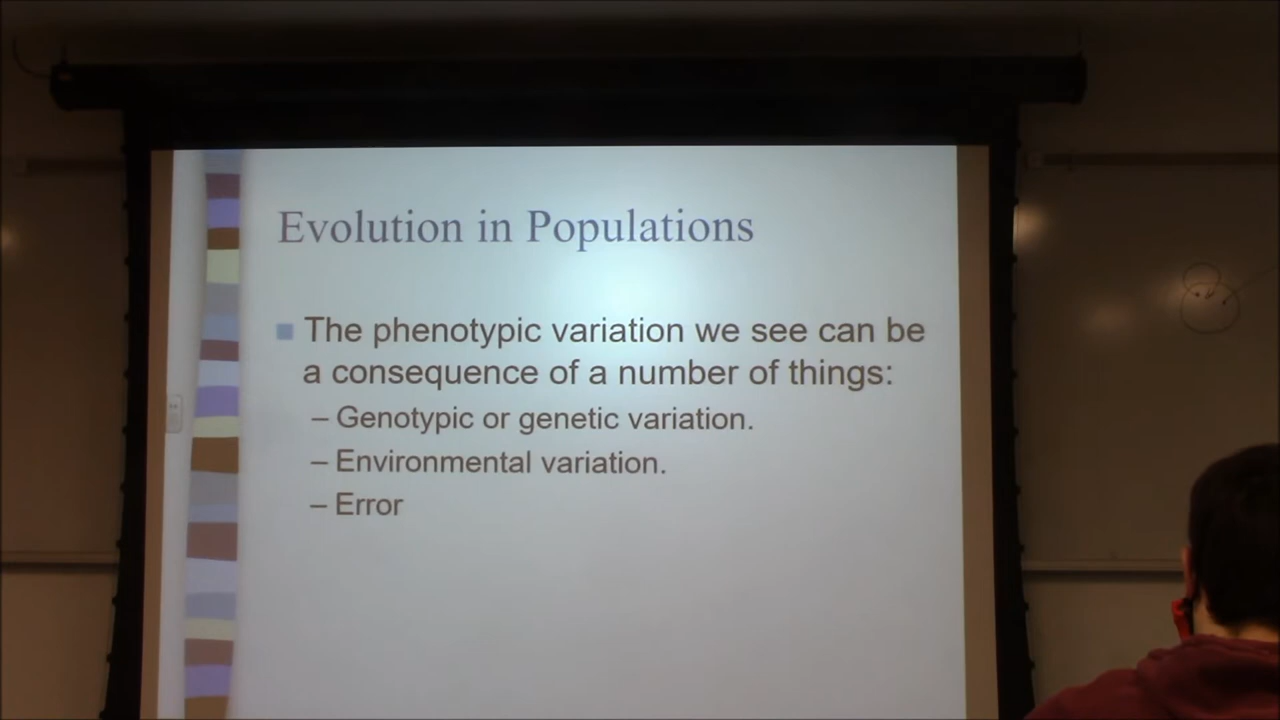 Evolution in Populations
The phenotypic variation we see can be
a consequence of a number of things:
– Genotypic or genetic variation.
– Environmental variation.
– Error